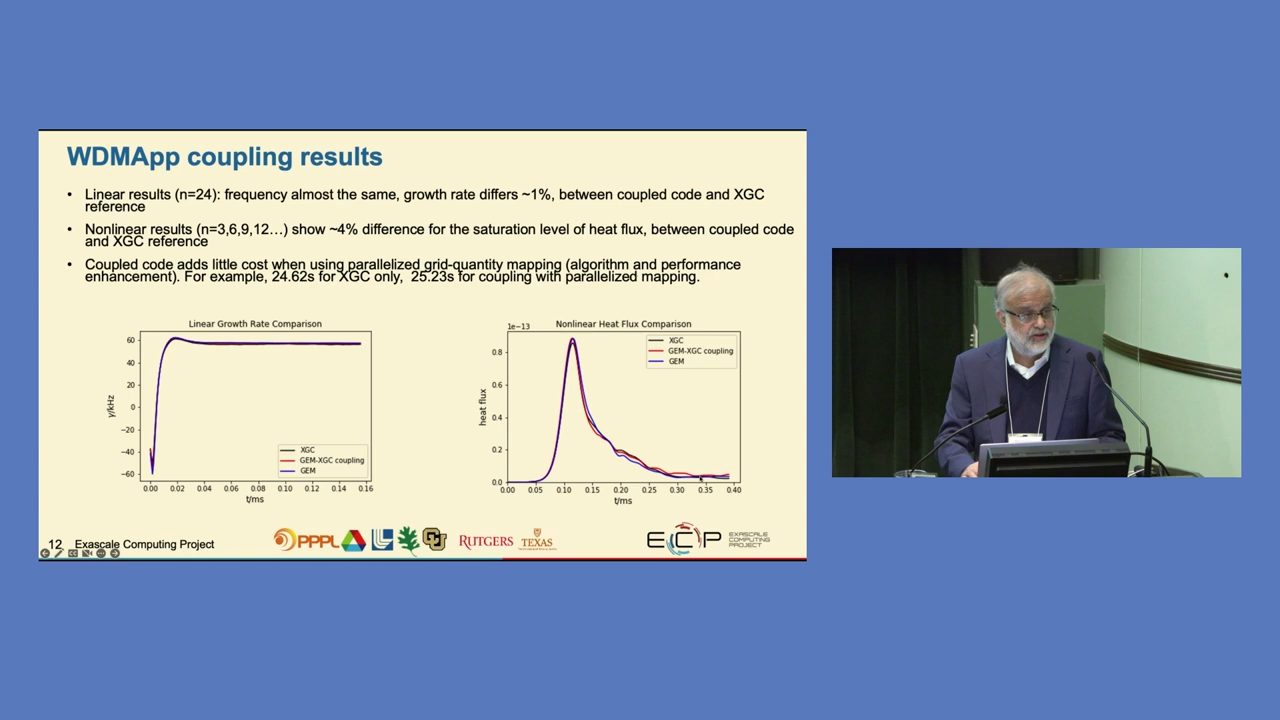 WDMApp coupling results
• Linear results (n=24): frequency almost the same, growth rate differs ~1%, between coupled code and XGC
reference
• Nonlinear results (n=3,6,9,12…) show ~4% difference for the saturation level of heat flux, between coupled code
and XGC reference
• Coupled code adds little cost when using parallelized grid-quantity mapping (algorithm and performance
enhancement). For example, 24.62s for XGC only, 25.23s for coupling with parallelized mapping.
Linear Growth Rate Comparison
60
40
20
0
−20
−40
−60
γ/kHz
XGC
GEM-XGC coupling
GEM
0.00 0.02 0.04 0.06 0.08 0.10 0.12 0.14 0.16
t/ms
Nonlinear Heat Flux Comparison
1e−13
0.8
0.6
0.4
0.2
0.0
heat flux
XGC
GEM-XGC coupling
GEM
0.00 0.05 0.10 0.15 0.20 0.25 0.30 0.35 0.40
t/ms
12 Exascale Computing Project
PPPL
CU
RUTGERS
TEXAS
ECP
EXASCALE
COMPUTING
PROJECT